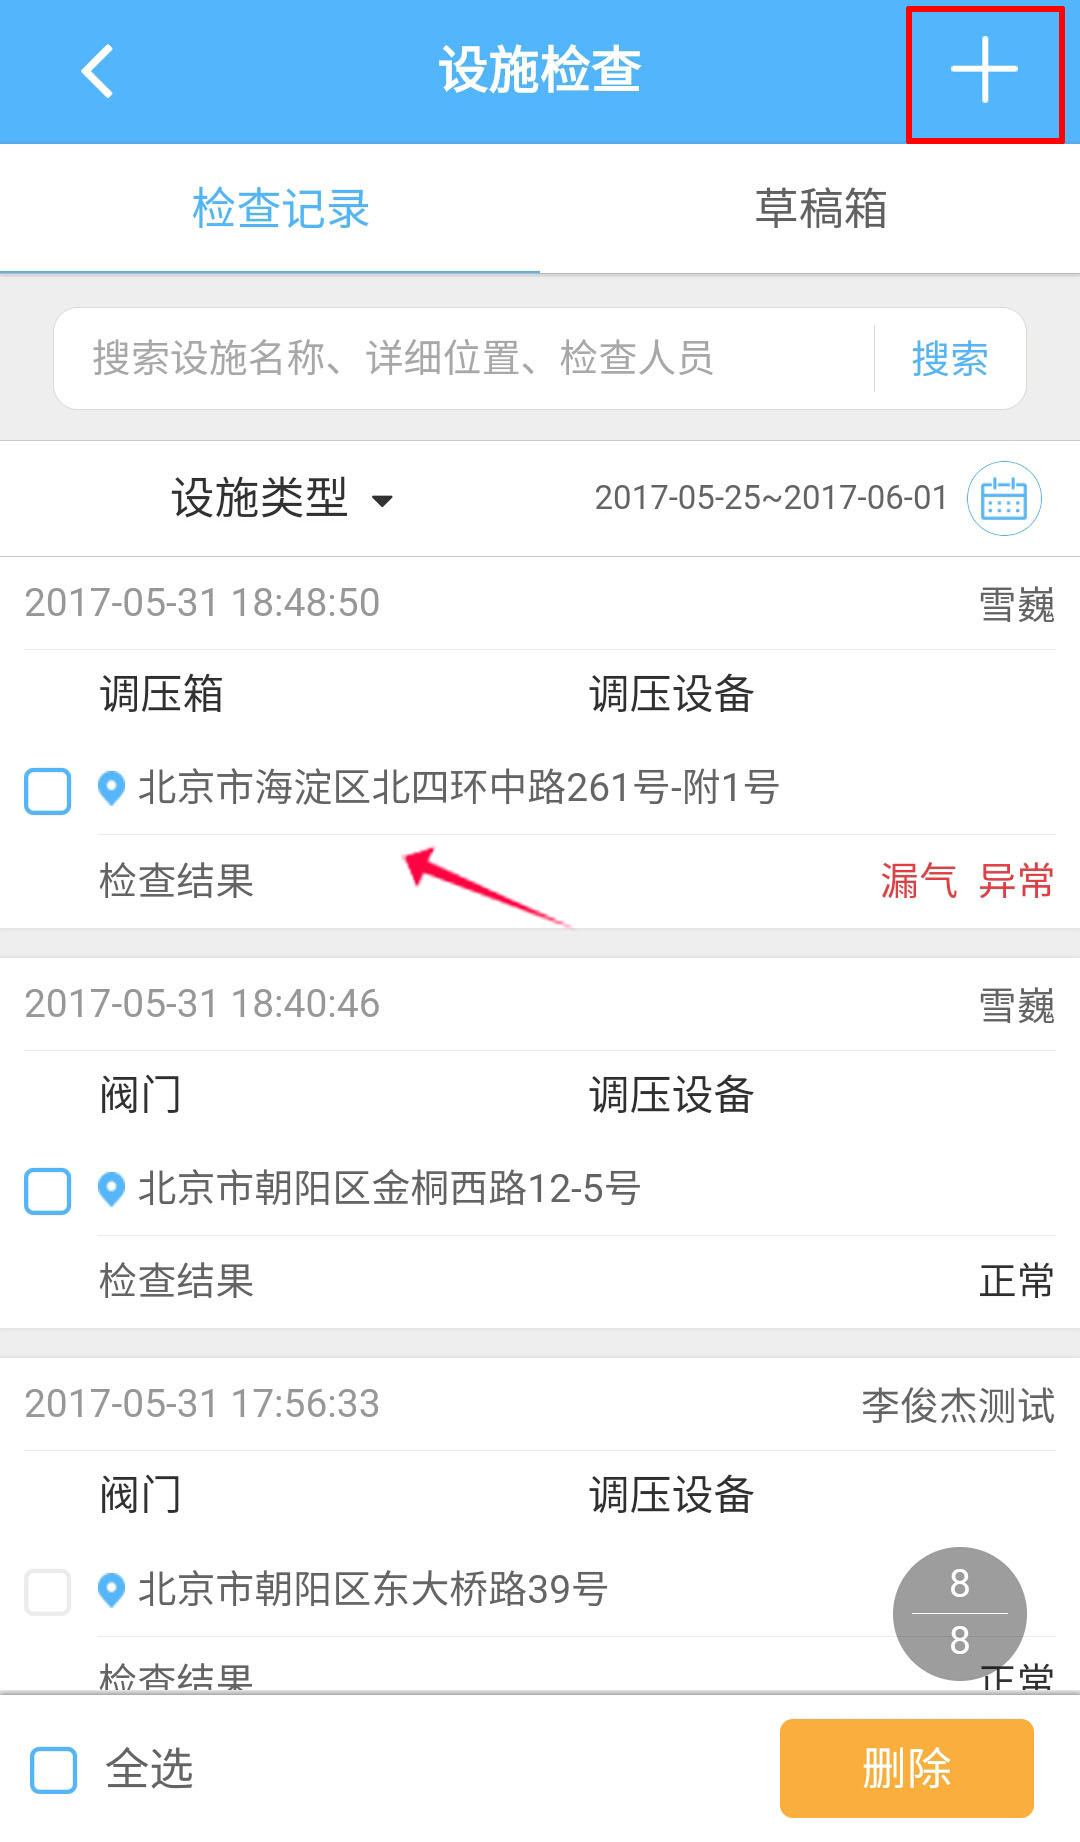 设施检查
检查记录 草稿箱
搜索设施名称、详细位置、检查人员 搜索
设施类型 2017-05-25~2017-06-01
2017-05-31 18:48:50 雪巍
调压箱 调压设备
北京市海淀区北四环中路261号-附1号
检查结果 漏气 异常
2017-05-31 18:40:46 雪巍
阀门 调压设备
北京市朝阳区金桐西路12-5号
检查结果 正常
2017-05-31 17:56:33 李俊杰测试
阀门 调压设备
北京市朝阳区东大桥路39号
8
8
检查结果 正常
全选 删除